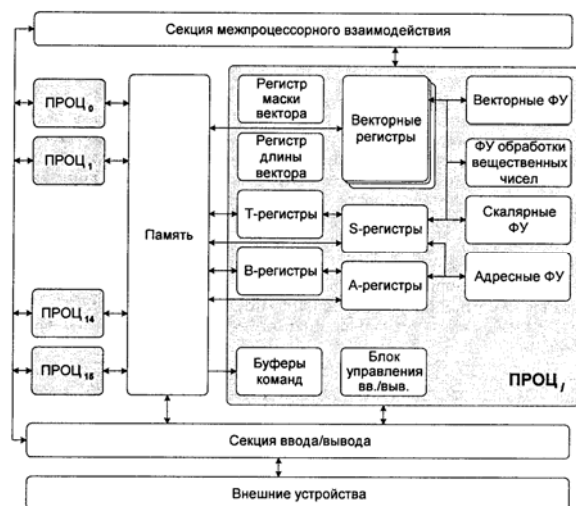 Секция межпроцессорного взаимодействия
ПРОЦ0
ПРОЦ1
ПРОЦ14
ПРОЦ15
Память
Регистр
маски
вектора
Регистр
длины
вектора
Векторные
регистры
Т-регистры
В-регистры
S-регистры
А-регистры
Буферы
команд
Блок
управления
вв./выв.
Векторные ФУ
ФУ обработки
вещественных
чисел
Скалярные
ФУ
Адресные ФУ
ПРОЦi
Секция ввода/вывода
Внешние устройства